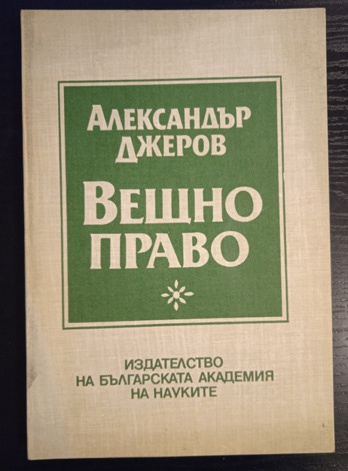 АЛЕКСАНДЪР
ДЖЕРОВ
ВЕЩНО
ПРАВО
ИЗДАТЕЛСТВО
НА БЪЛГАРСКАТА АКАДЕМИЯ
НА НАУКИТЕ